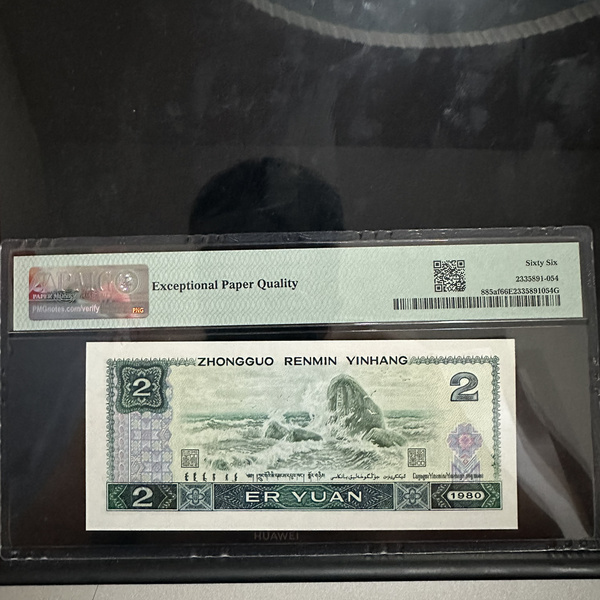 Exceptional Paper Quality
Sixty Six
2335891-054
885af66E2335891054G
PAPER MONEY
PMGnotes.com/verify
PMG
ZHONGGUO RENMIN YINHANG
2
2
2
ER YUAN
1980
HUAWEI